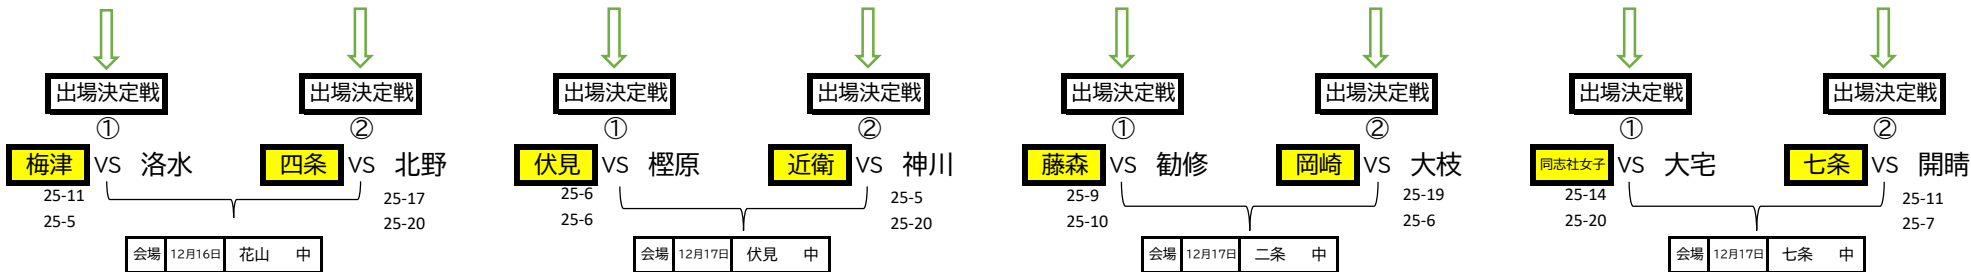 出場決定戦 出場決定戦 出場決定戦 出場決定戦 出場決定戦 出場決定戦 出場決定戦 出場決定戦
① ② ① ② ① ② ① ②
梅津 VS 洛水 四条 VS 北野 伏見 VS 樫原 近衛 VS 神川 藤森 VS 勧修 岡崎 VS 大枝 同志社女子 VS 大宅 七条 VS 開睛
25-11 25-17 25-6 25-5 25-9 25-19 25-14 25-11
25-5 25-20 25-6 25-20 25-10 25-6 25-20 25-7
会場 12月16日 花山 中 会場 12月17日 伏見 中 会場 12月17日 二条 中 会場 12月17日 七条 中